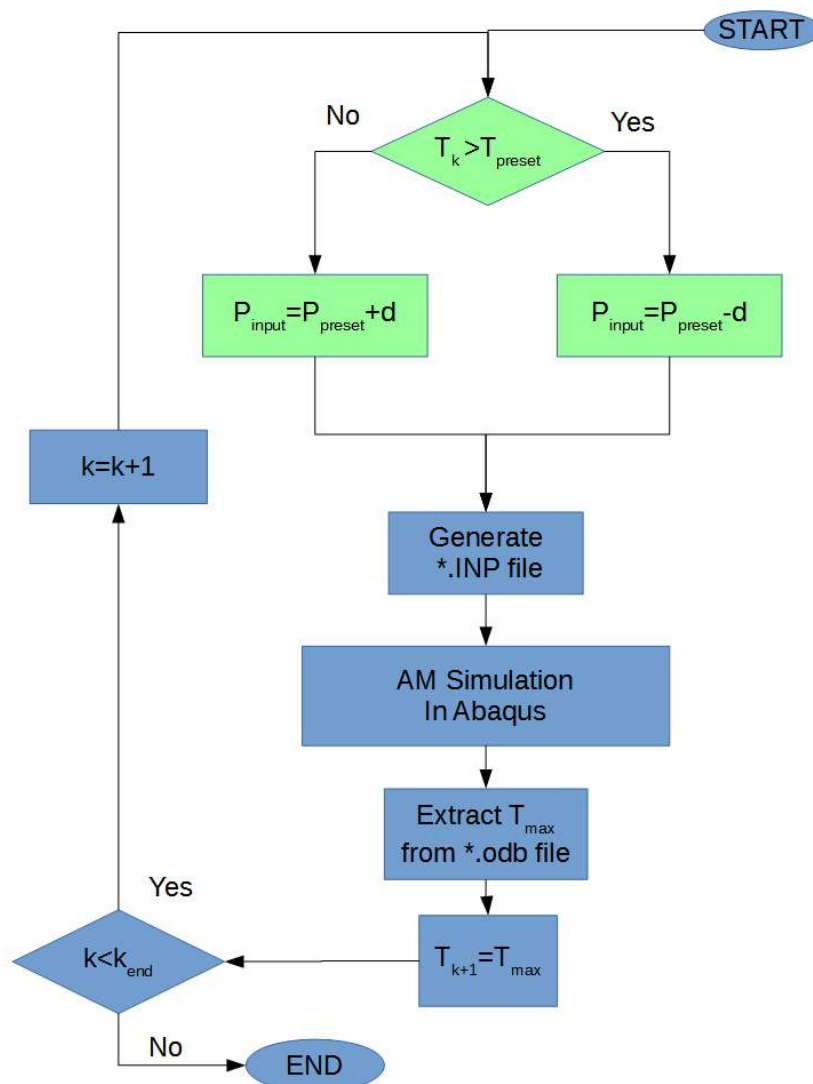 START
No
Yes
T_k >T_preset
P_input=P_preset+d
P_input=P_preset-d
k=k+1
Generate
*.INP file
AM Simulation
In Abaqus
Extract T_max
from *.odb file
Yes
k<k_end
T_k+1=T_max
No
END